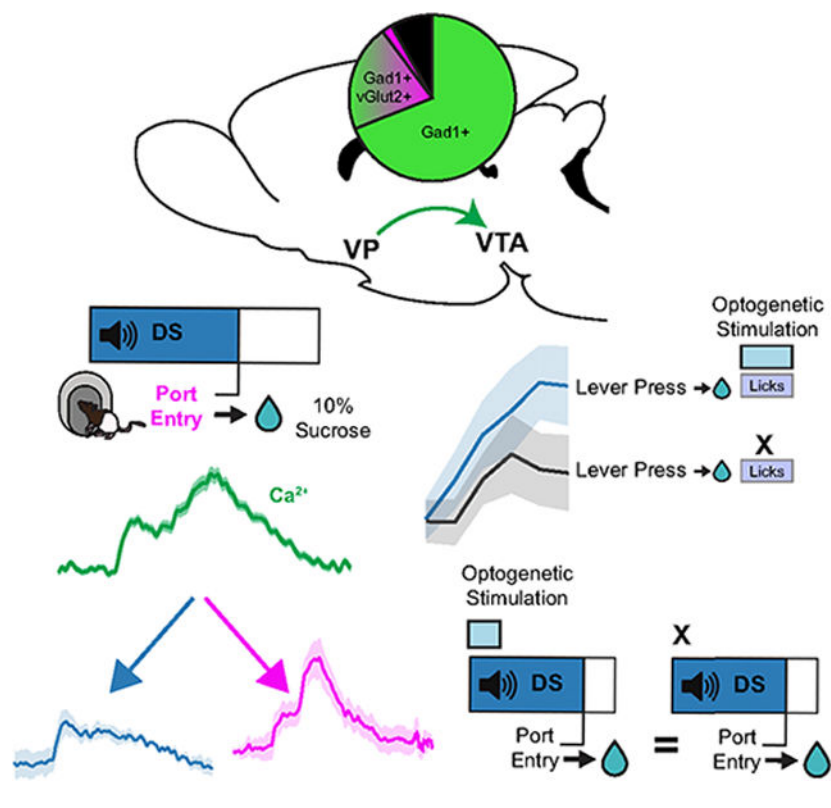 Gad1+
vGlut2+
Gad1+
VP
VTA
DS
Port
Entry
10%
Sucrose
Ca²⁺
Optogenetic
Stimulation
Lever Press
Licks
X
Lever Press
Licks
Optogenetic
Stimulation
DS
Port
Entry
=
X
DS
Port
Entry